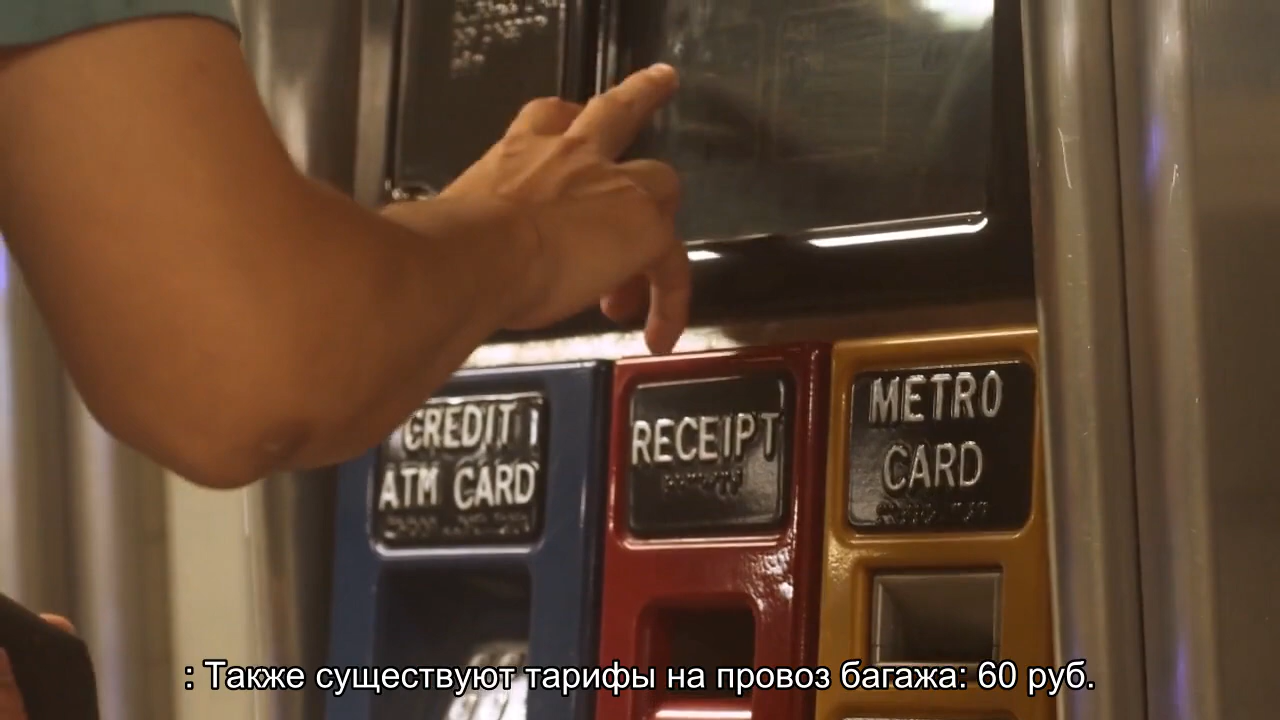 CREDIT
ATM CARD
RECEIPT
METRO
CARD
: Также существуют тарифы на провоз багажа: 60 руб.